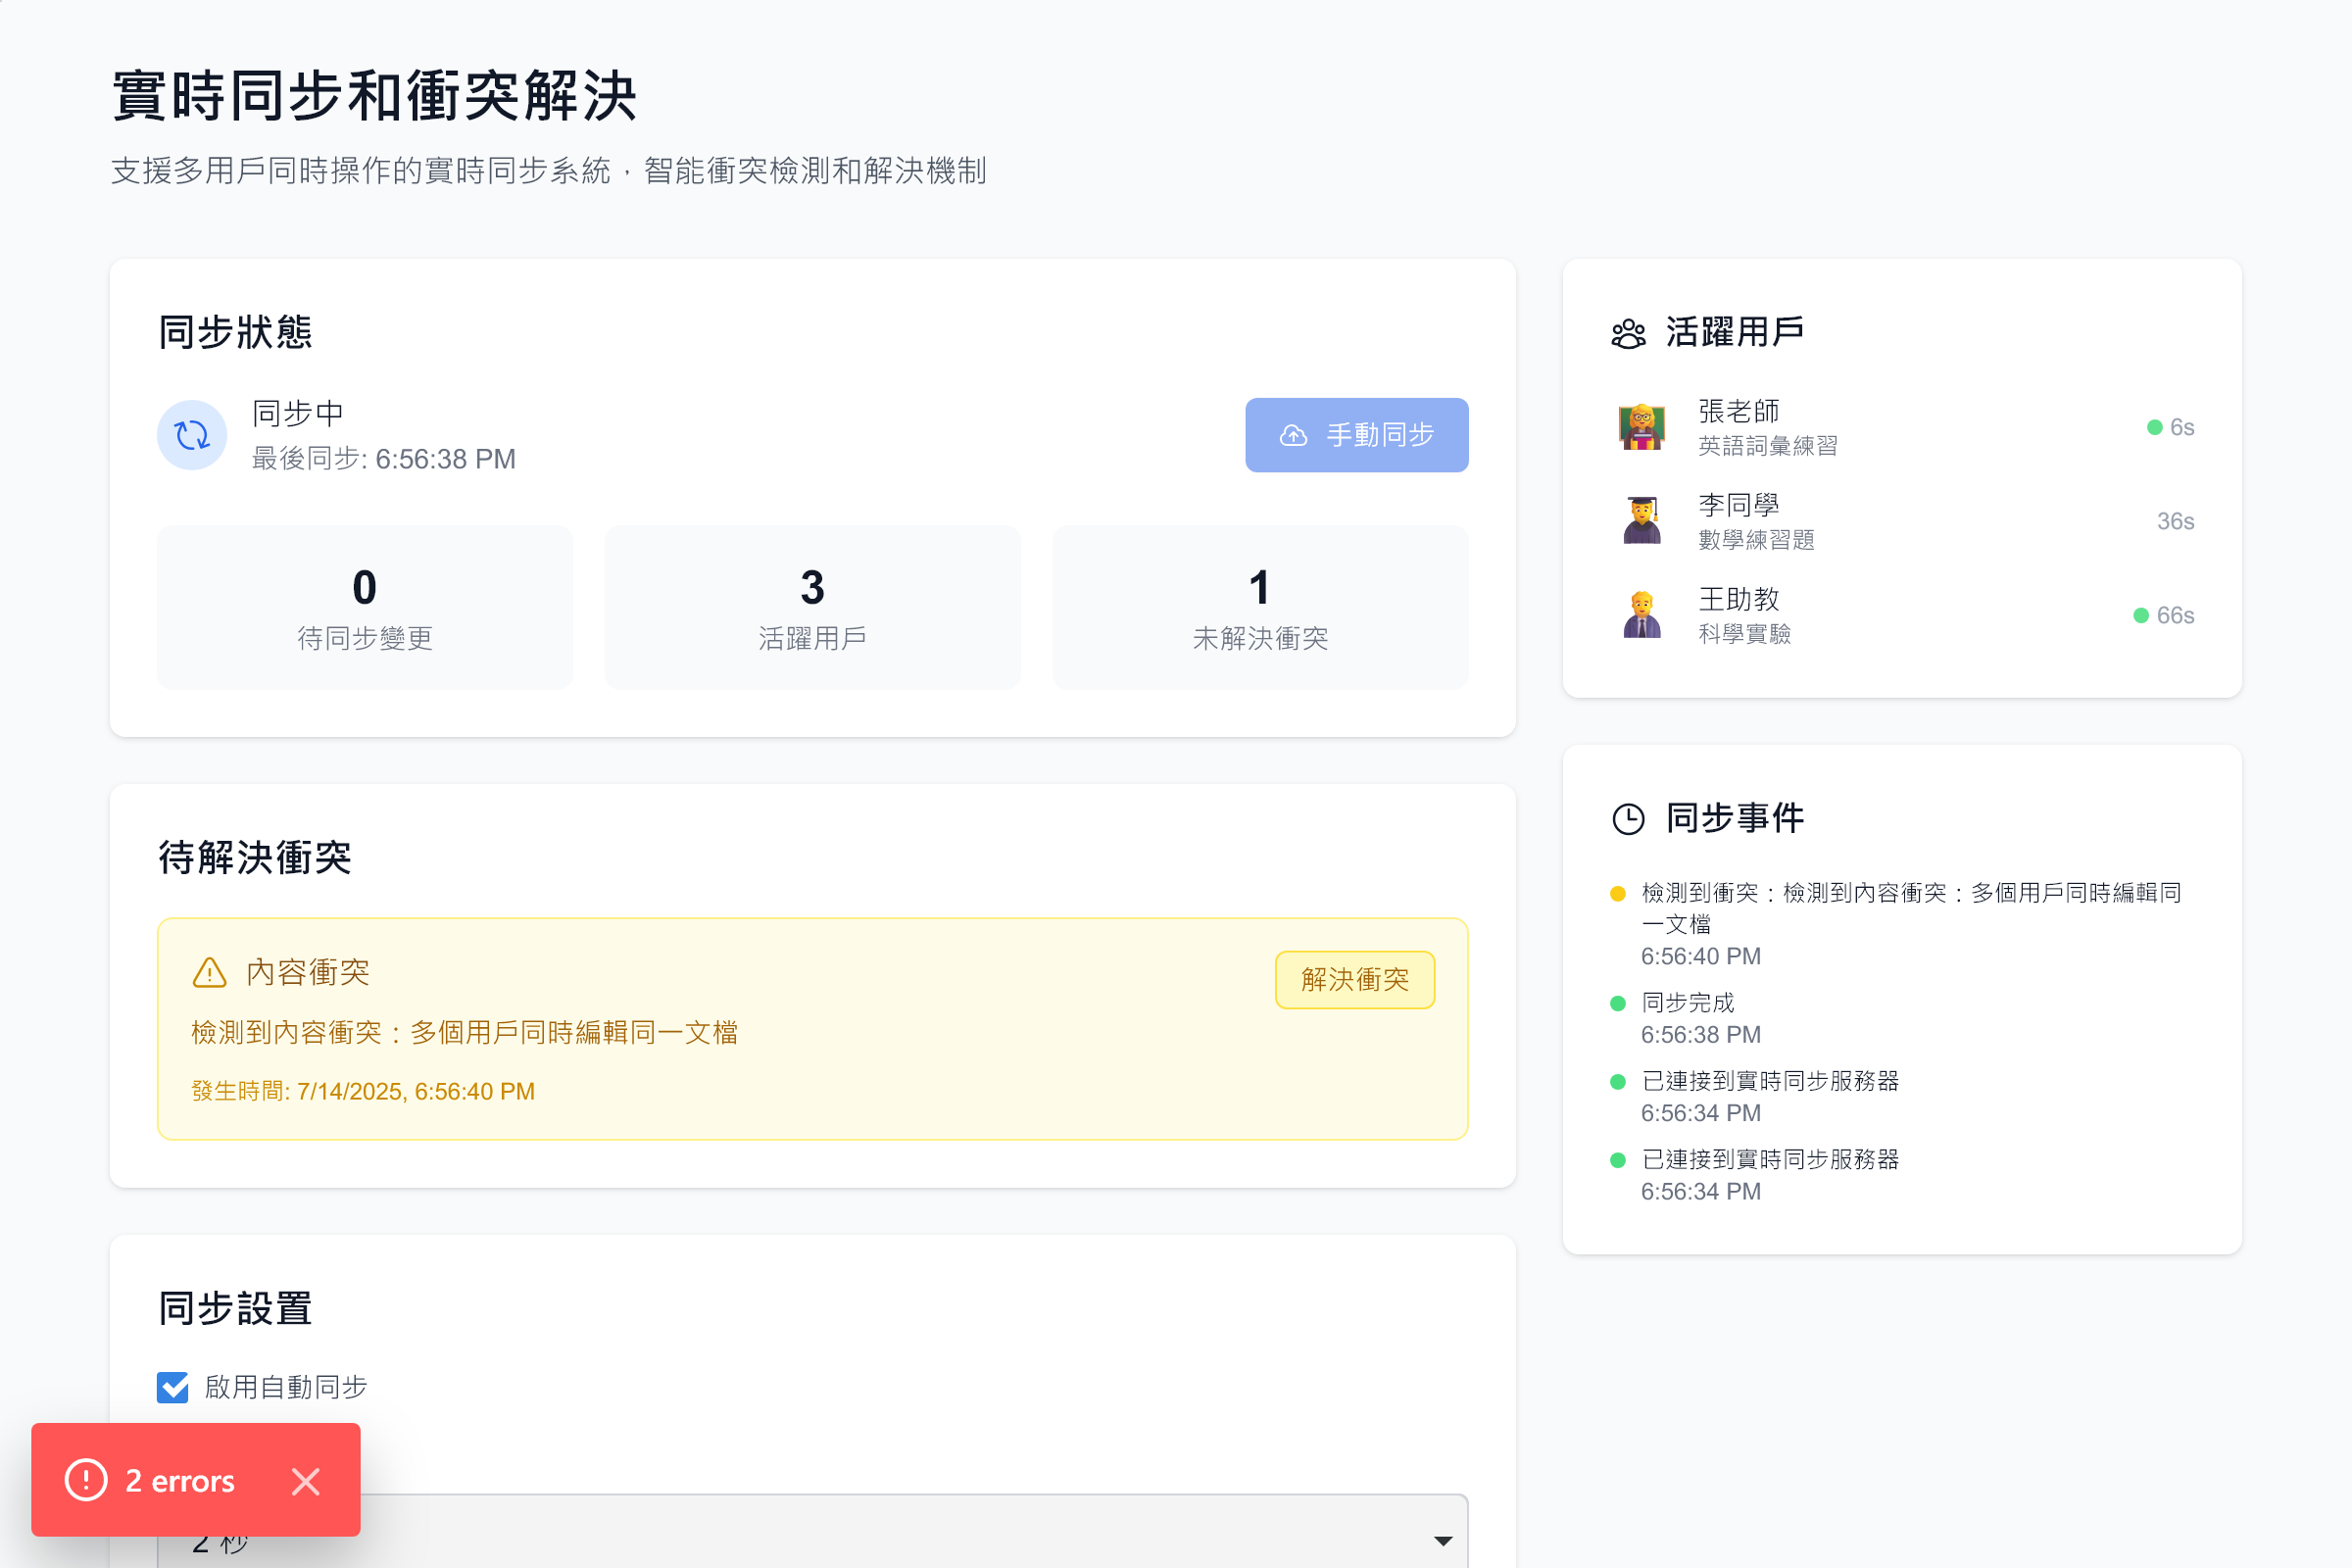 實時同步和衝突解決
支援多用戶同時操作的實時同步系統，智能衝突檢測和解決機制
同步狀態
同步中
最後同步: 6:56:38 PM
手動同步
0
待同步變更
3
活躍用戶
1
未解決衝突
待解決衝突
內容衝突
解決衝突
檢測到內容衝突：多個用戶同時編輯同一文檔
發生時間: 7/14/2025, 6:56:40 PM
同步設置
啟用自動同步
2 秒
2 errors
活躍用戶
張老師
英語詞彙練習
6s
李同學
數學練習題
36s
王助教
科學實驗
66s
同步事件
檢測到衝突：檢測到內容衝突：多個用戶同時編輯同
一文檔
6:56:40 PM
同步完成
6:56:38 PM
已連接到實時同步服務器
6:56:34 PM
已連接到實時同步服務器
6:56:34 PM